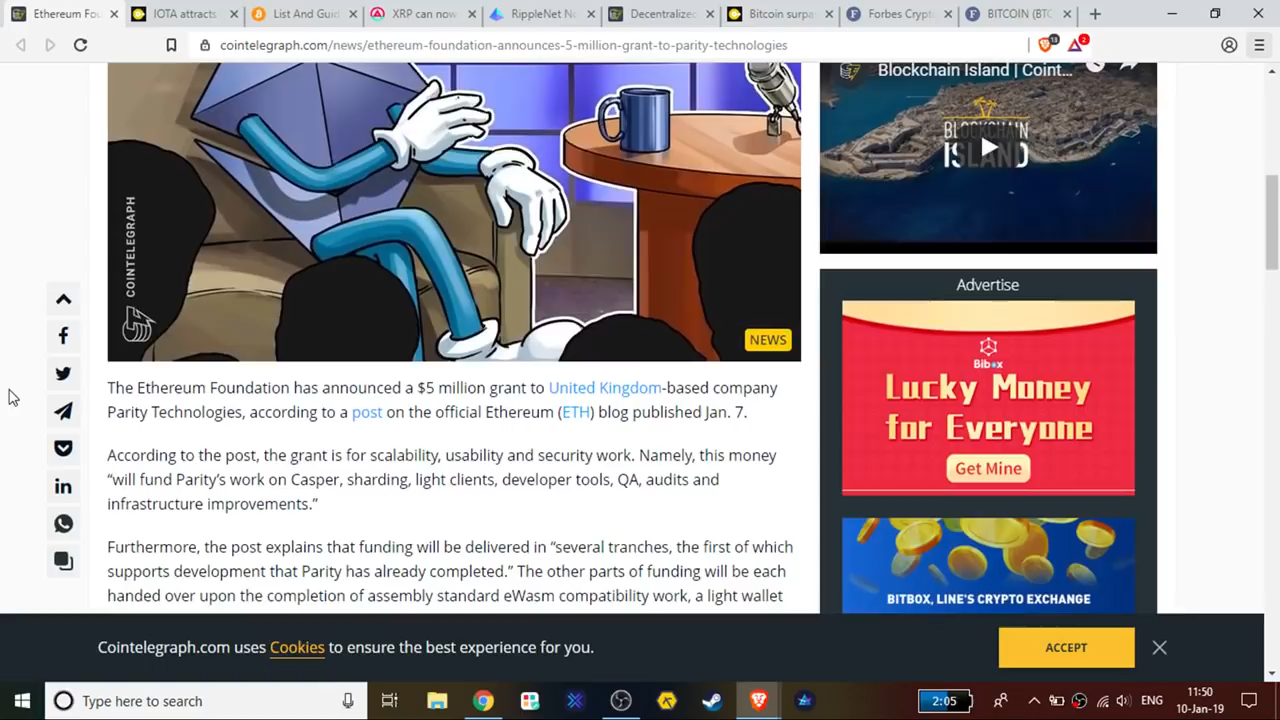 Ethereum Fou
IOTA attracts
List And Guid
XRP can now
RippleNet Ne
Decentralized
Bitcoin surpa
Forbes Crypt
BITCOIN (BTC
cointelegraph.com/news/ethereum-foundation-announces-5-million-grant-to-parity-technologies
13
2
COINTELEGRAPH
NEWS
Blockchain Island | Coint...
BLOCKCHAIN
ISLAND
The Ethereum Foundation has announced a $5 million grant to United Kingdom-based company
Parity Technologies, according to a post on the official Ethereum (ETH) blog published Jan. 7.
According to the post, the grant is for scalability, usability and security work. Namely, this money
“will fund Parity’s work on Casper, sharding, light clients, developer tools, QA, audits and
infrastructure improvements.”
Furthermore, the post explains that funding will be delivered in “several tranches, the first of which
supports development that Parity has already completed.” The other parts of funding will be each
handed over upon the completion of assembly standard eWasm compatibility work, a light wallet
Advertise
Bibox
Lucky Money
for Everyone
Get Mine
BITBOX, LINE'S CRYPTO EXCHANGE
Cointelegraph.com uses Cookies to ensure the best experience for you.
ACCEPT
Type here to search
2:05
ENG
11:50
10-Jan-19